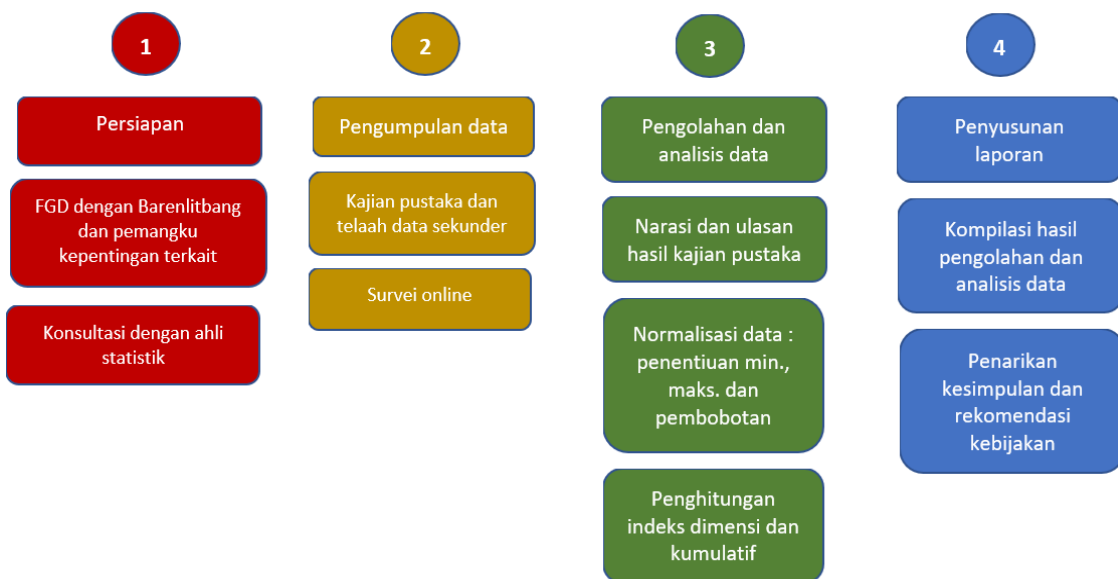 1
Persiapan
FGD dengan Barenlitbang
dan pemangku
kepentingan terkait
Konsultasi dengan ahli
statistik
2
Pengumpulan data
Kajian pustaka dan
telaah data sekunder
Survei online
3
Pengolahan dan
analisis data
Narasi dan ulasan
hasil kajian pustaka
Normalisasi data :
penentiuan min.,
maks. dan
pembobotan
Penghitungan
indeks dimensi dan
kumulatif
4
Penyusunan
laporan
Kompilasi hasil
pengolahan dan
analisis data
Penarikan
kesimpulan dan
rekomendasi
kebijakan